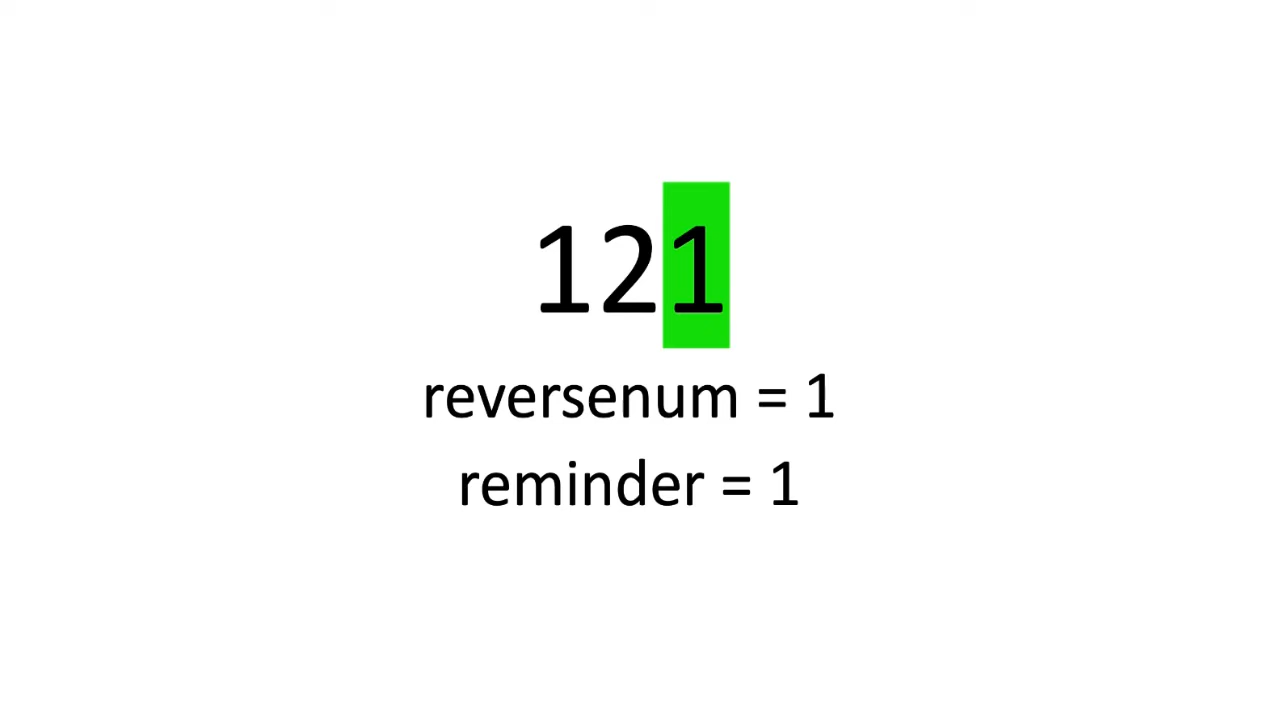 121
reversenum = 1
reminder = 1